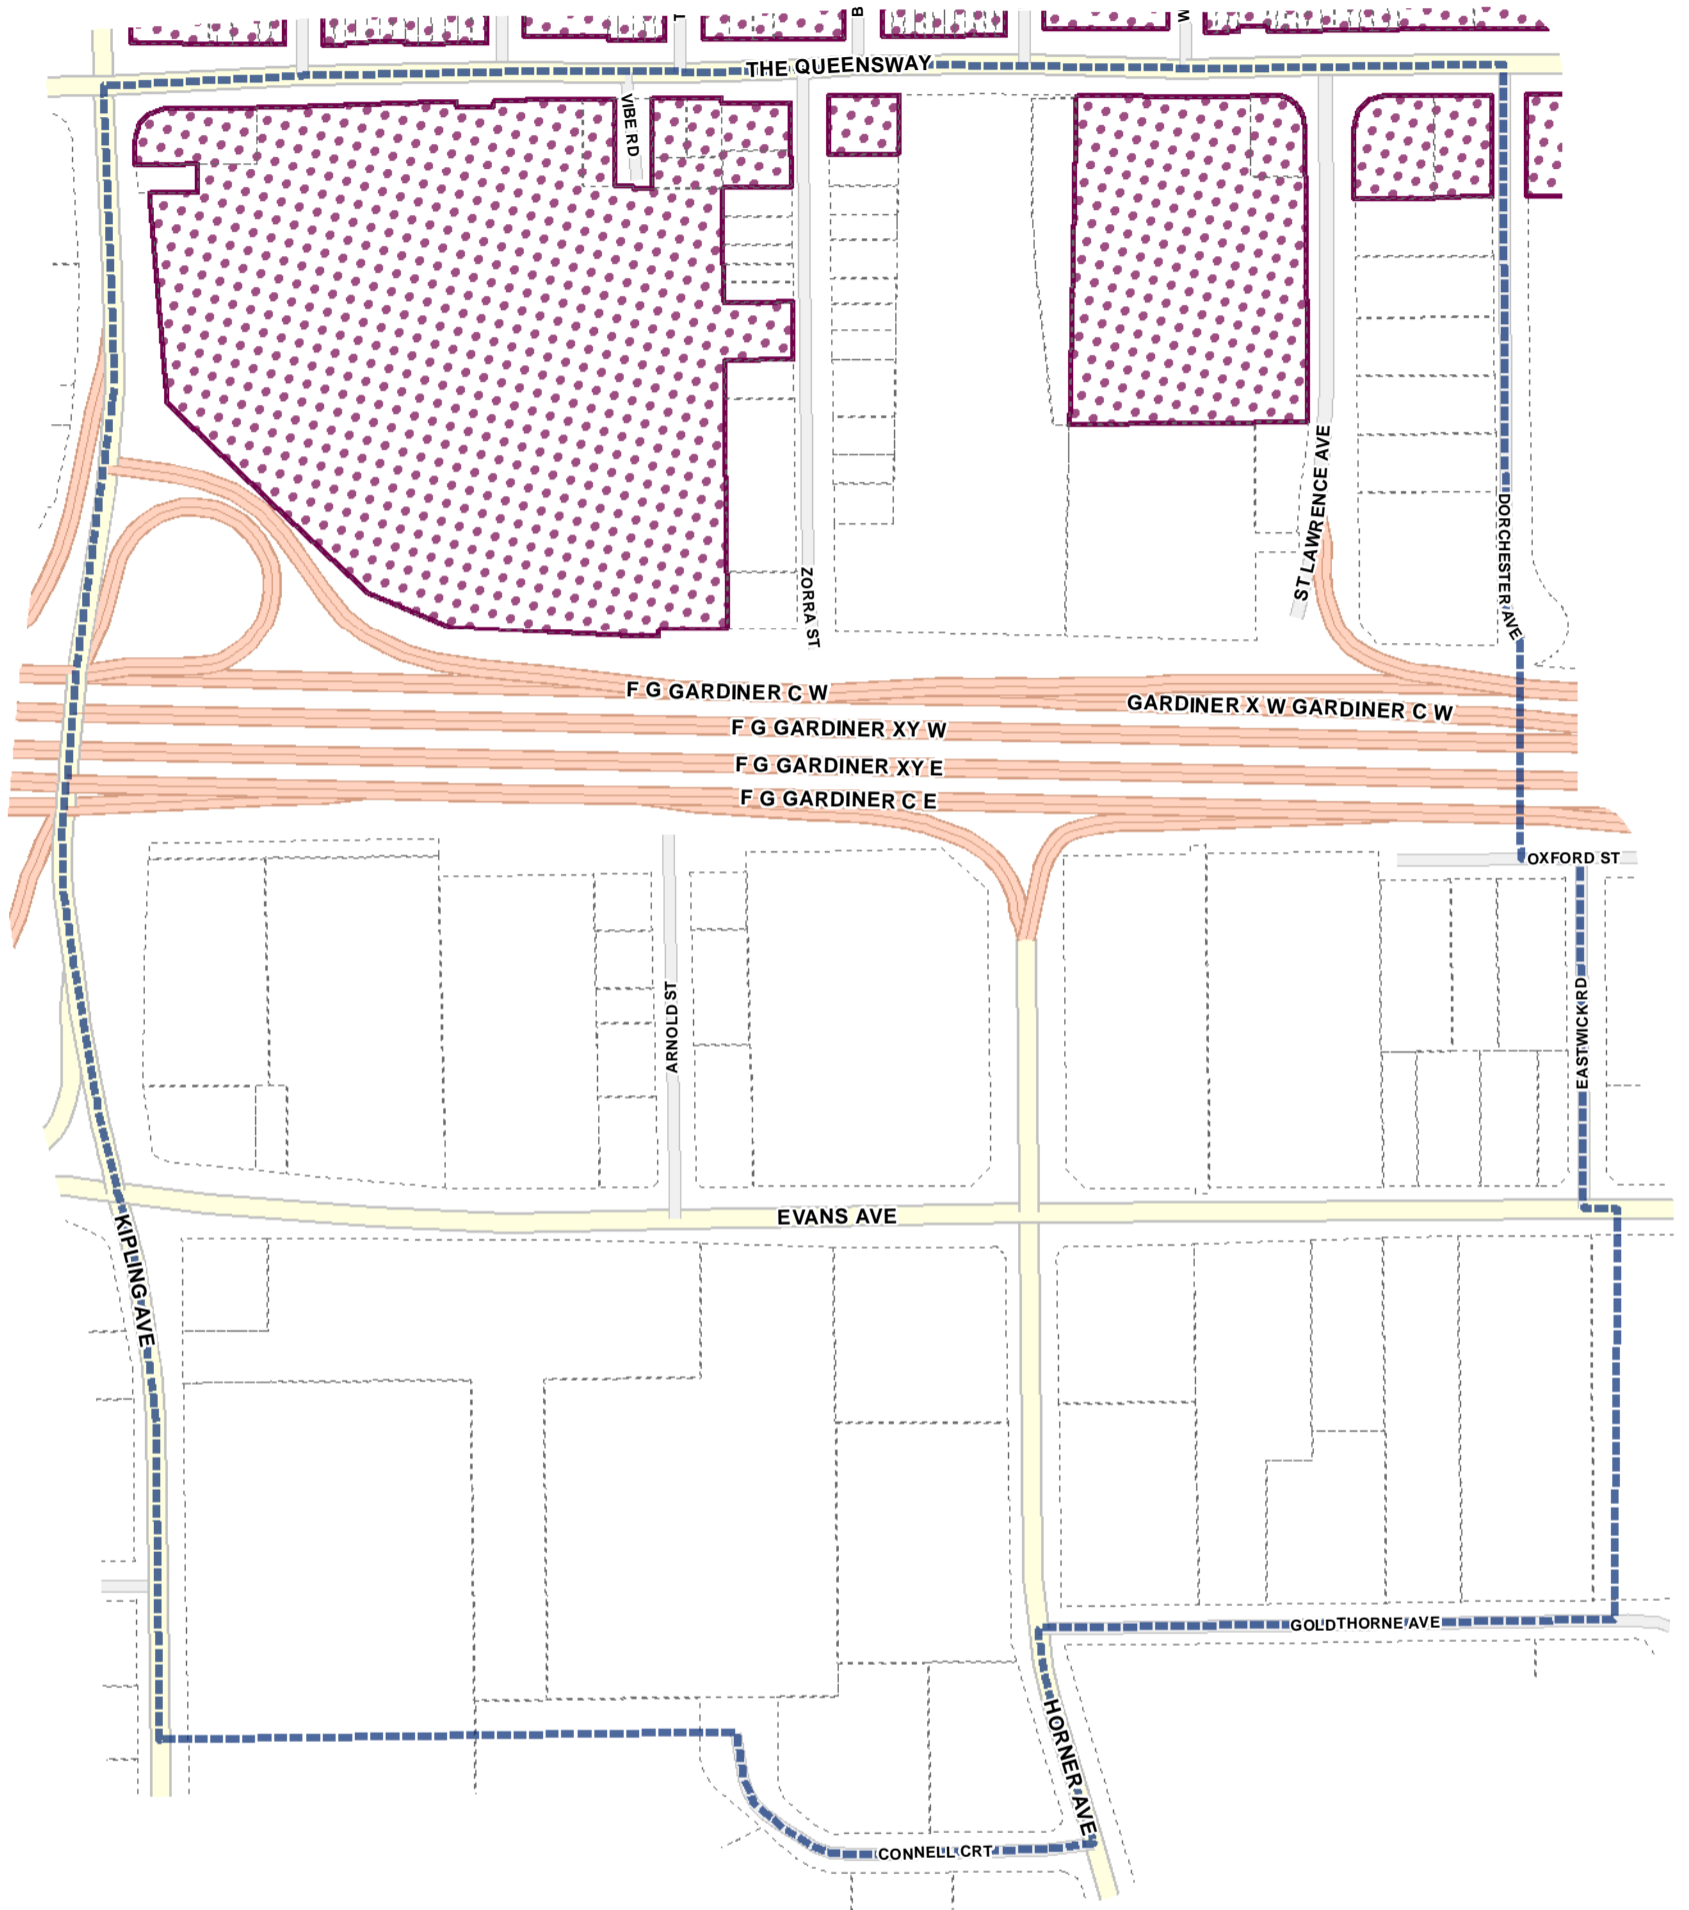 T
B
W
THE QUEENSWAY
VIBE RD
ST LAWRENCE AVE
DORCHESTER AVE
ZORRA ST
F G GARDINER C W
GARDINER X W GARDINER C W
F G GARDINER XY W
F G GARDINER XY E
F G GARDINER C E
OXFORD ST
ARNOLD ST
EASTWICK RD
EVANS AVE
KIPLING AVE
GOLDTHORNE AVE
HORNER AVE
CONNELL CRT